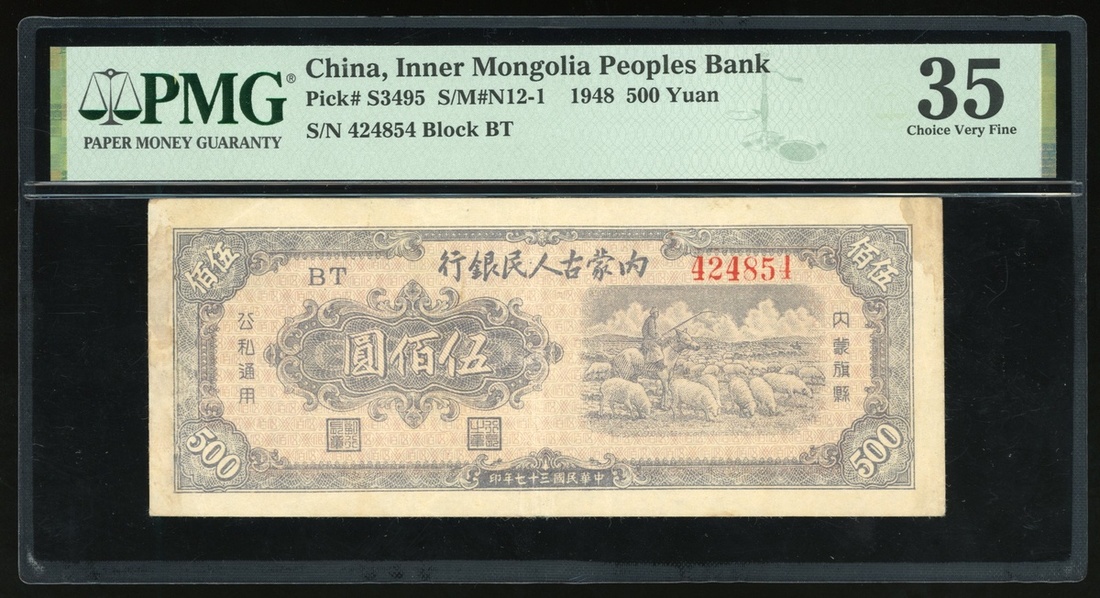 PMG®
PAPER MONEY GUARANTY
China, Inner Mongolia Peoples Bank
Pick# S3495 S/M#N12-1 1948 500 Yuan
S/N 424854 Block BT
35
Choice Very Fine
伍佰
伍佰
行銀民人古蒙內
BT
424854
公私通用
圓佰伍
內蒙旗縣
500
500
印年七十三國民華中